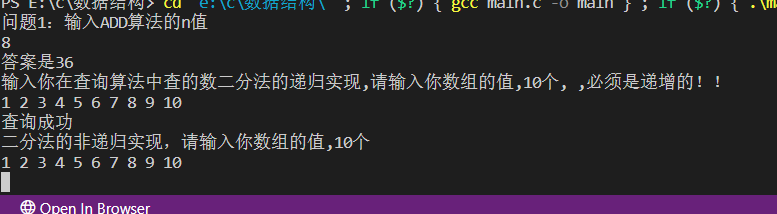 PS E:\c\数据结构> cd "e:\c\数据结构\" ; if ($?) { gcc main.c -o main } ; if ($?) { .\ma
问题1: 输入ADD算法的n值
8
答案是36
输入你在查询算法中查的数二分法的递归实现,请输入你数组的值,10个, ,必须是递增的!!
1 2 3 4 5 6 7 8 9 10
查询成功
二分法的非递归实现，请输入你数组的值,10个
1 2 3 4 5 6 7 8 9 10
Open In Browser